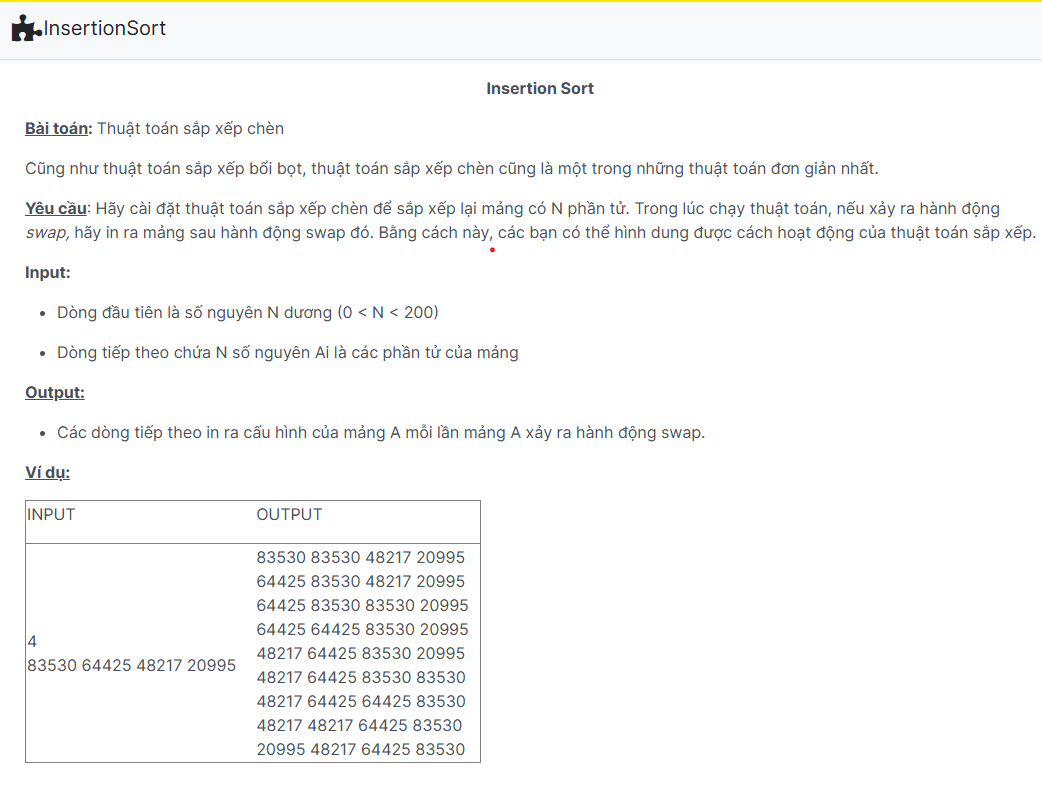 InsertionSort
Insertion Sort
Bài toán: Thuật toán sắp xếp chèn
Cũng như thuật toán sắp xếp bổi bọt, thuật toán sắp xếp chèn cũng là một trong những thuật toán đơn giản nhất.
Yêu cầu: Hãy cài đặt thuật toán sắp xếp chèn để sắp xếp lại mảng có N phần tử. Trong lúc chạy thuật toán, nếu xảy ra hành động
swap, hãy in ra mảng sau hành động swap đó. Bằng cách này, các bạn có thể hình dung được cách hoạt động của thuật toán sắp xếp.
Input:
• Dòng đầu tiên là số nguyên N dương (0 < N < 200)
• Dòng tiếp theo chứa N số nguyên Ai là các phần tử của mảng
Output:
• Các dòng tiếp theo in ra cấu hình của mảng A mỗi lần mảng A xảy ra hành động swap.
Ví dụ:
INPUT OUTPUT
4
83530 64425 48217 20995
83530 83530 48217 20995
64425 83530 48217 20995
64425 83530 83530 20995
64425 64425 83530 20995
48217 64425 83530 20995
48217 64425 83530 83530
48217 64425 64425 83530
48217 48217 64425 83530
20995 48217 64425 83530